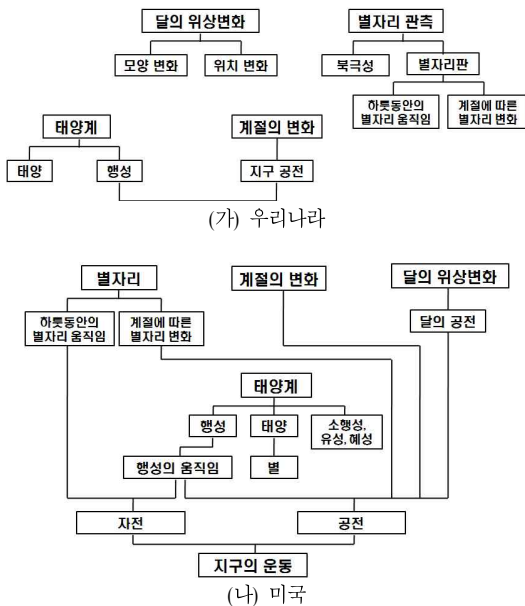 달의 위상변화
별자리 판측
모양 변화
위치 변화
북극성
별자리판
하룻동안의
별자리 움직임
계절에 따른
별자리 변화
태양계
계절의 변화
태양
행성
지구 공전
(가) 우리나라
별자리
계절의 변화
달의 위상변화
하룻동안의
별자리 움직임
계절에 따른
별자리 변화
달의 공전
태양계
행성
태양
소행성,
유성, 혜성
행성의 움직임
별
자전
공전
지구의 운동
(나) 미국